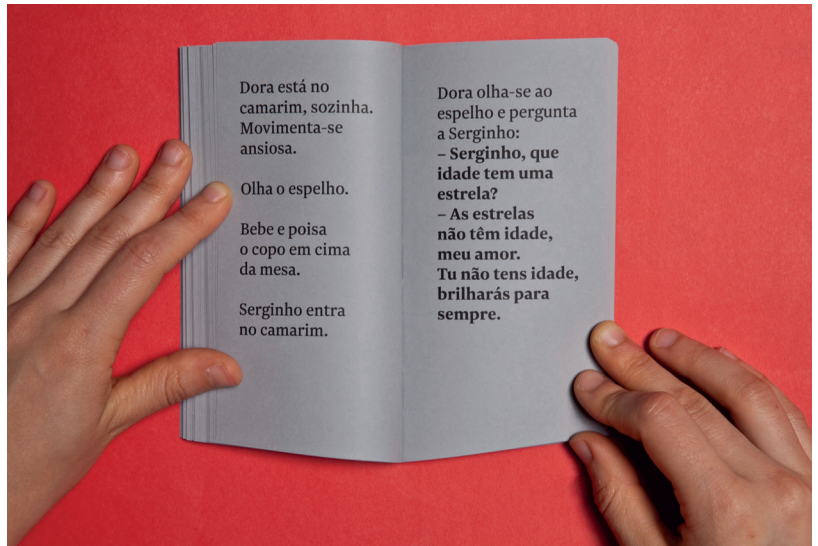 Dora está no
camarim, sozinha.
Movimenta-se
ansiosa.
Olha o espelho.
Bebe e poisa
o copo em cima
da mesa.
Serginho entra
no camarim.
Dora olha-se ao
espelho e pergunta
a Serginho:
– Serginho, que
idade tem uma
estrela?
– As estrelas
não têm idade,
meu amor.
Tu não tens idade,
brilharás para
sempre.